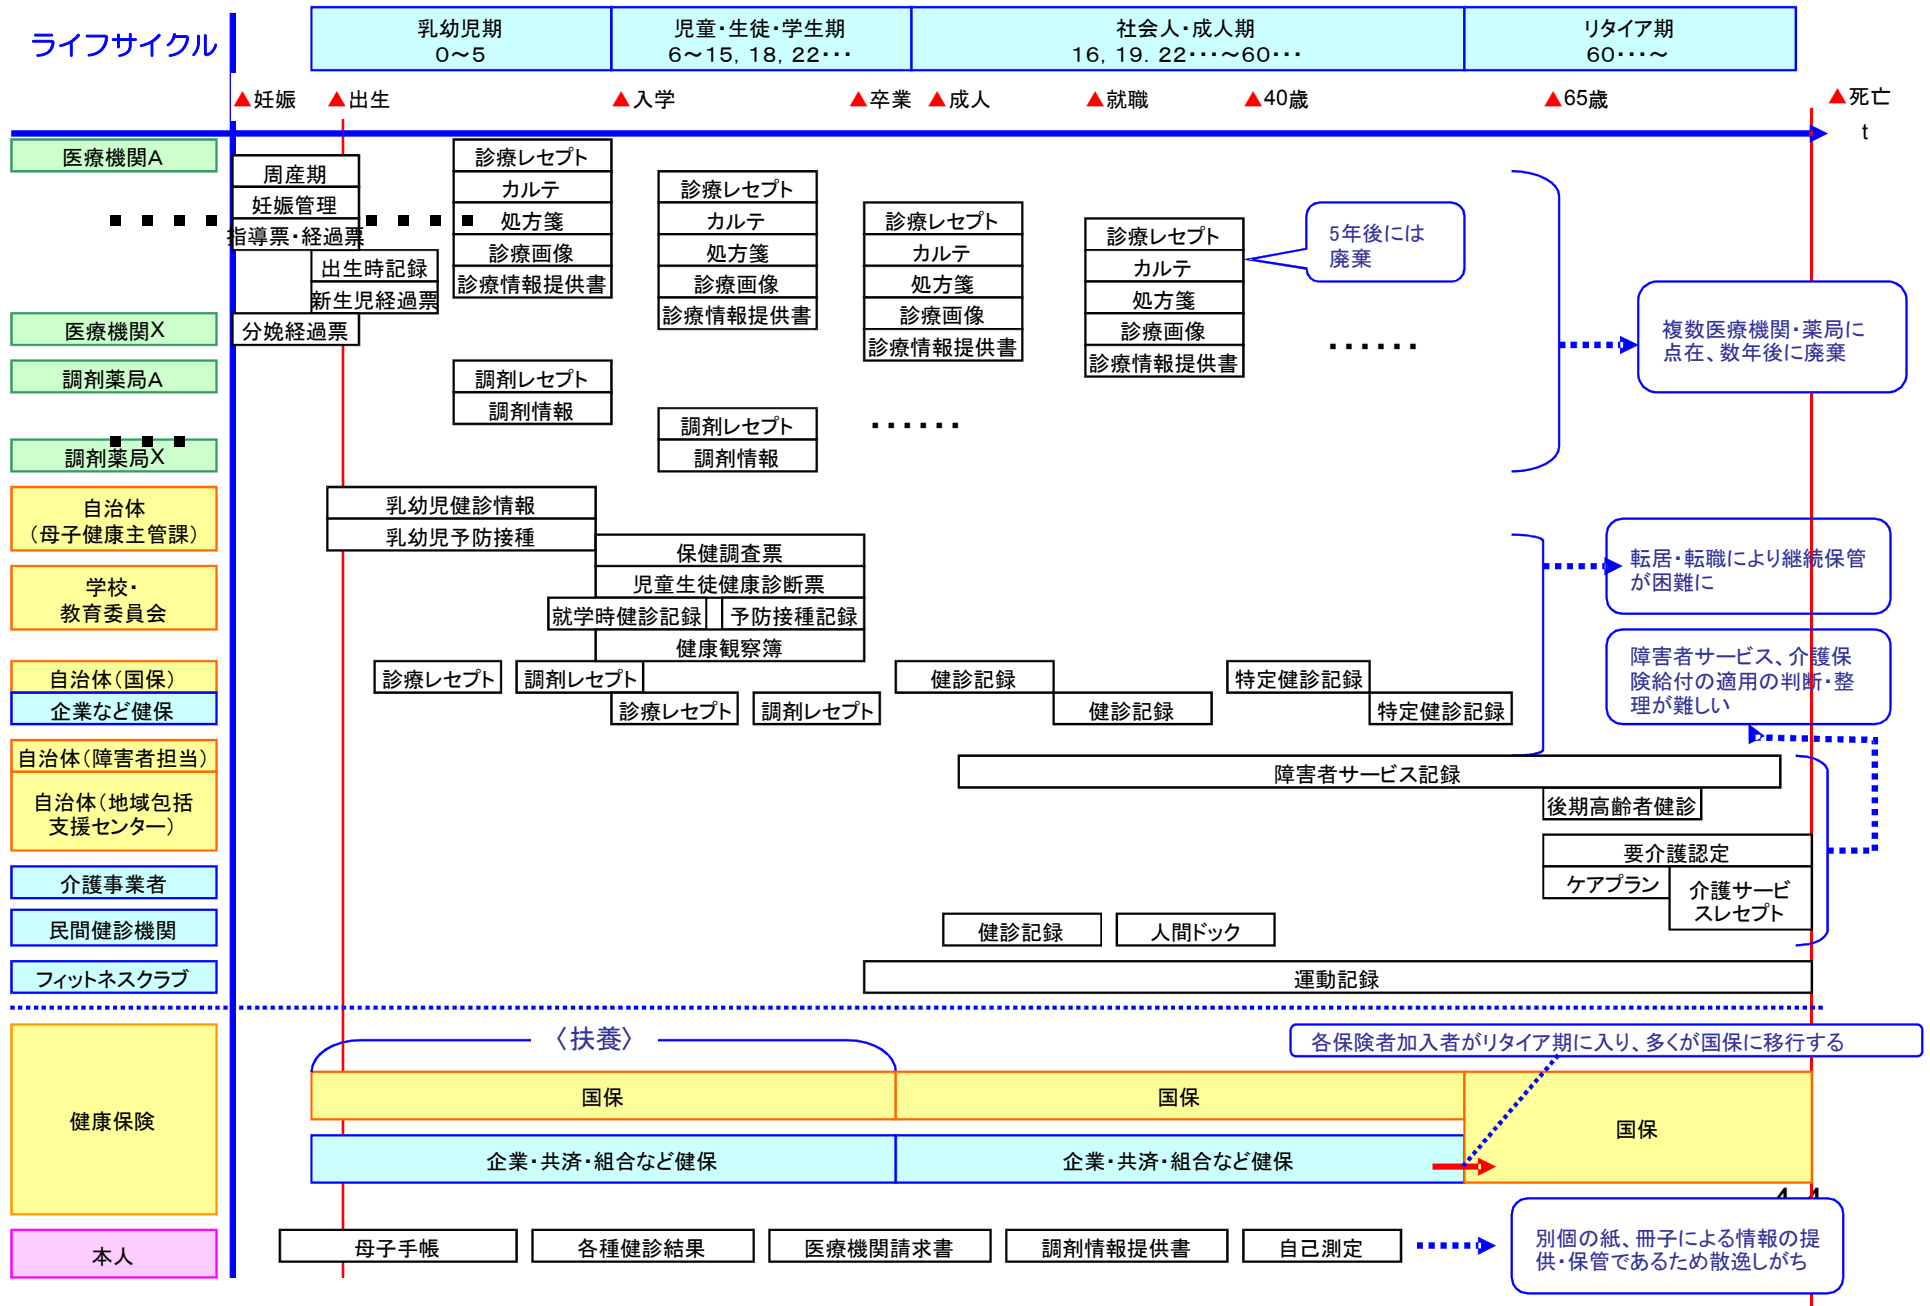 ライフサイクル
乳幼児期
0～5
児童・生徒・学生期
6～15, 18, 22・・・
社会人・成人期
16, 19. 22・・・～60・・・
リタイア期
60・・・～
▲妊娠
▲出生
▲入学
▲卒業
▲成人
▲就職
▲40歳
▲65歳
▲死亡
t
医療機関A
医療機関X
調剤薬局A
調剤薬局X
周産期
妊娠管理
指導票・経過票
出生時記録
新生児経過票
分娩経過票
診療レセプト
カルテ
処方箋
診療画像
診療情報提供書
診療レセプト
カルテ
処方箋
診療画像
診療情報提供書
診療レセプト
カルテ
処方箋
診療画像
診療情報提供書
診療レセプト
カルテ
処方箋
診療画像
診療情報提供書
5年後には
廃棄
・・・・・・
複数医療機関・薬局に
点在、数年後に廃棄
調剤レセプト
調剤情報
調剤レセプト
調剤情報
・・・・・・
自治体
（母子健康主管課）
乳幼児健診情報
乳幼児予防接種
学校・
教育委員会
保健調査票
児童生徒健康診断票
就学時健診記録
予防接種記録
健康観察簿
転居・転職により継続保管
が困難に
自治体（国保）
診療レセプト
調剤レセプト
健診記録
特定健診記録
企業など健保
診療レセプト
調剤レセプト
健診記録
特定健診記録
障害者サービス、介護保
険給付の適用の判断・整
理が難しい
自治体（障害者担当）
障害者サービス記録
自治体（地域包括
支援センター）
後期高齢者健診
要介護認定
介護事業者
ケアプラン
介護サービ
スレセプト
民間健診機関
健診記録
人間ドック
フィットネスクラブ
運動記録
〈扶養〉
各保険者加入者がリタイア期に入り、多くが国保に移行する
健康保険
国保
国保
国保
企業・共済・組合など健保
企業・共済・組合など健保
本人
母子手帳
各種健診結果
医療機関請求書
調剤情報提供書
自己測定
別個の紙、冊子による情報の提
供・保管であるため散逸しがち